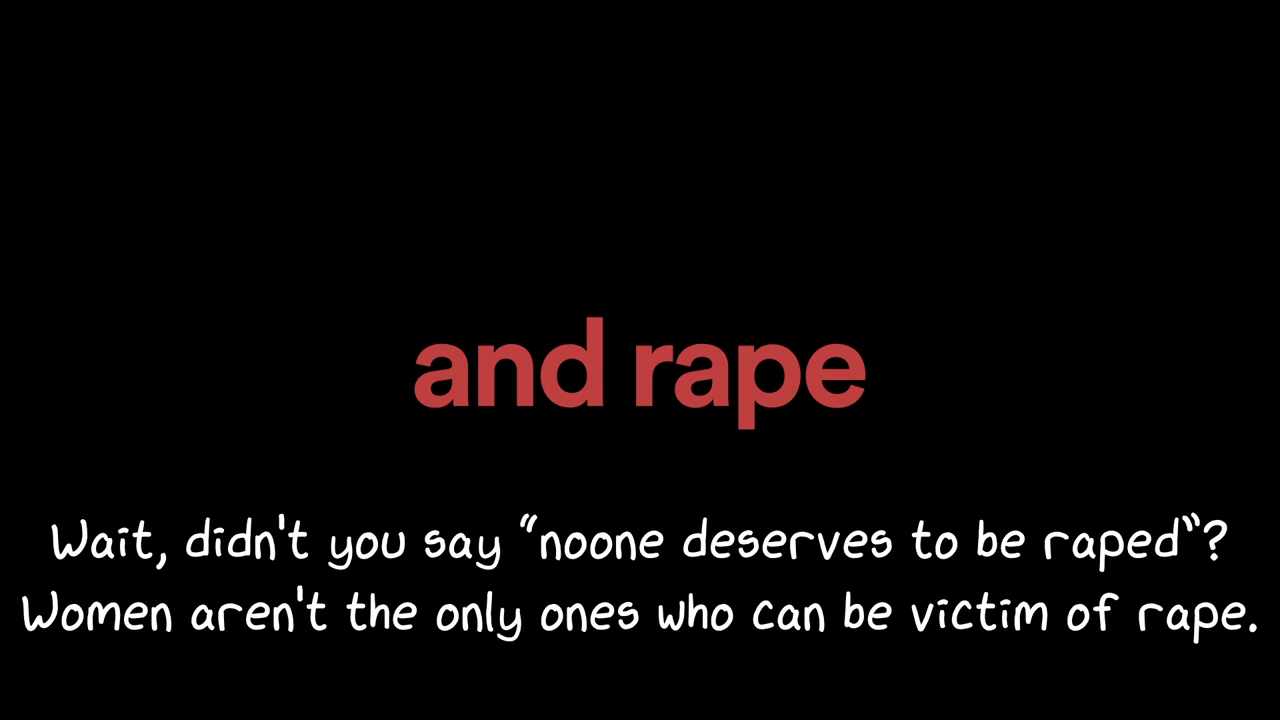 and rape
Wait, didn't you say “noone deserves to be raped“?
Women aren't the only ones who can be victim of rape.